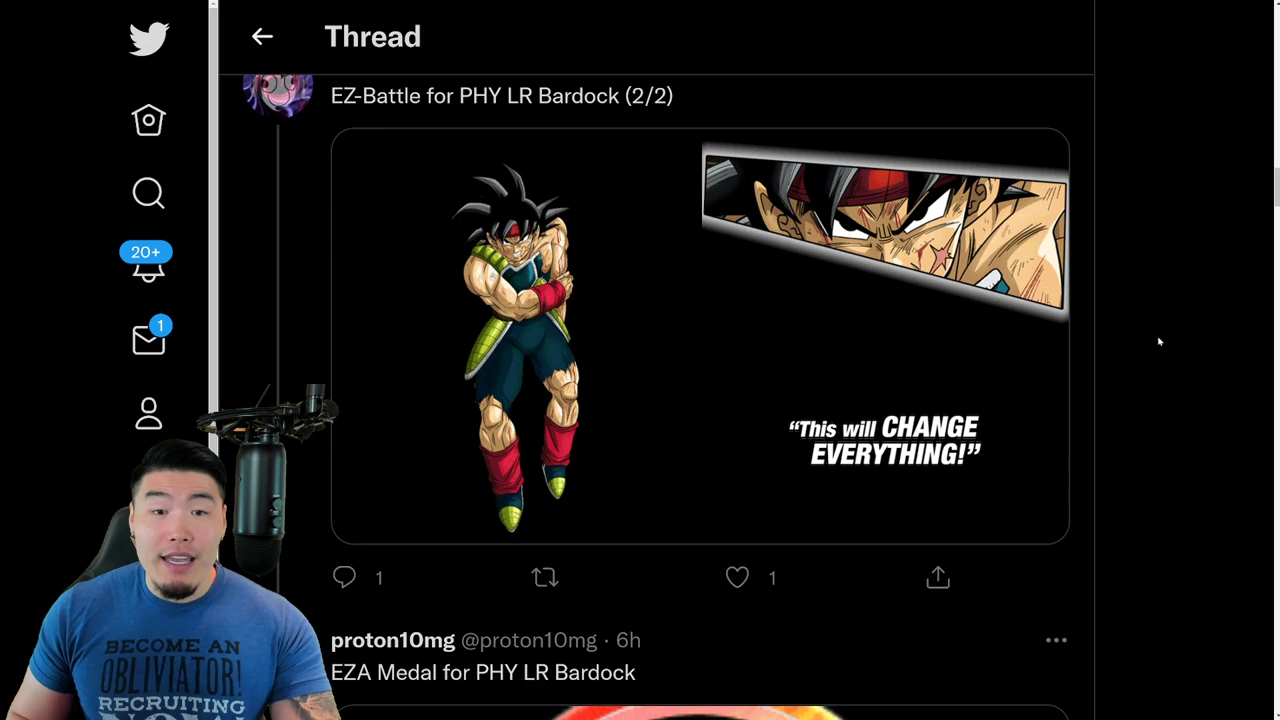 Thread
EZ-Battle for PHY LR Bardock (2/2)
20+
1
“This will CHANGE
EVERYTHING!”
1
1
proton10mg @proton10mg · 6h
EZA Medal for PHY LR Bardock
BECOME AN
OBLIVIATOR!
RECRUITING
NOW